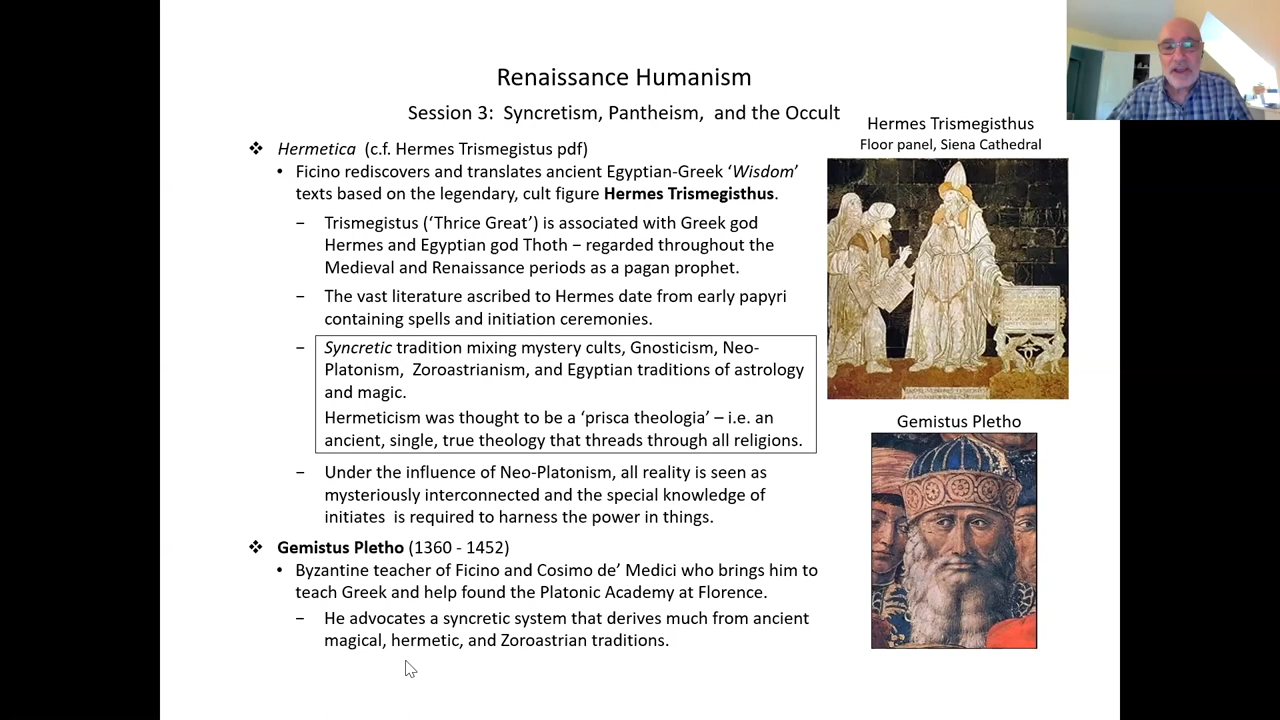 Renaissance Humanism
Session 3:  Syncretism, Pantheism,  and the Occult
❖ Hermetica  (c.f. Hermes Trismegistus pdf)
• Ficino rediscovers and translates ancient Egyptian-Greek ‘Wisdom’
texts based on the legendary, cult figure Hermes Trismegisthus.
− Trismegistus (‘Thrice Great’) is associated with Greek god
Hermes and Egyptian god Thoth − regarded throughout the
Medieval and Renaissance periods as a pagan prophet.
− The vast literature ascribed to Hermes date from early papyri
containing spells and initiation ceremonies.
− Syncretic tradition mixing mystery cults, Gnosticism, Neo-
Platonism,  Zoroastrianism, and Egyptian traditions of astrology
and magic.
Hermeticism was thought to be a ‘prisca theologia’ – i.e. an
ancient, single, true theology that threads through all religions.
− Under the influence of Neo-Platonism, all reality is seen as
mysteriously interconnected and the special knowledge of
initiates  is required to harness the power in things.
❖ Gemistus Pletho (1360 - 1452)
• Byzantine teacher of Ficino and Cosimo de’ Medici who brings him to
teach Greek and help found the Platonic Academy at Florence.
− He advocates a syncretic system that derives much from ancient
magical, hermetic, and Zoroastrian traditions.
Hermes Trismegisthus
Floor panel, Siena Cathedral
Gemistus Pletho